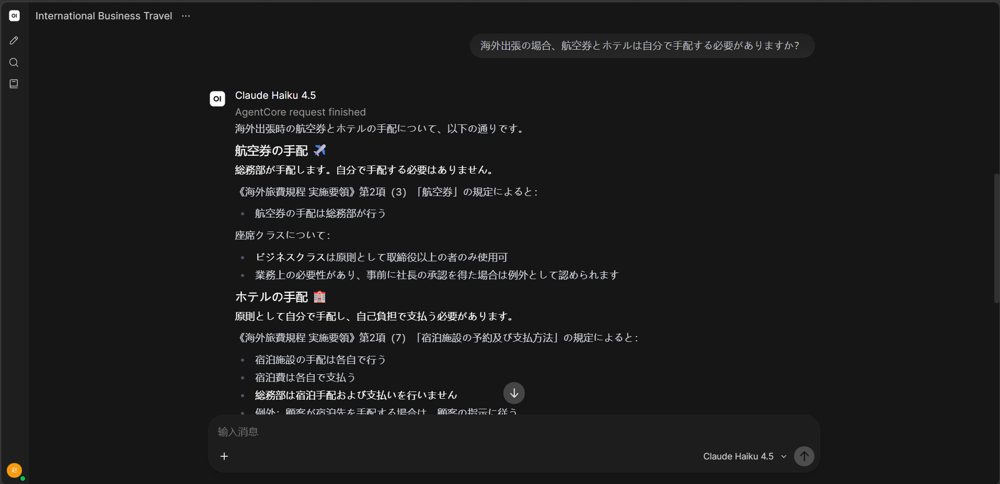 OI
International Business Travel ...
海外出張の場合、航空券とホテルは自分で手配する必要がありますか？
OI
Claude Haiku 4.5
AgentCore request finished
海外出張時の航空券とホテルの手配について、以下の通りです。
航空券の手配 ✈️
総務部が手配します。自分で手配する必要はありません。
《海外旅費規程 実施要領》第2項（3）「航空券」の規定によると：
• 航空券の手配は総務部が行う
座席クラスについて：
• ビジネスクラスは原則として取締役以上の者のみ使用可
• 業務上の必要性があり、事前に社長の承認を得た場合は例外として認められます
ホテルの手配 🏨
原則として自分で手配し、自己負担で支払う必要があります。
《海外旅費規程 実施要領》第2項（7）「宿泊施設の予約及び支払方法」の規定によると：
• 宿泊施設の手配は各自で行う
• 宿泊費は各自で支払う
• 総務部は宿泊手配および支払いを行いません
• 例外：顧客が宿泊先を手配する場合は、顧客の指示に従う
输入消息
Claude Haiku 4.5
赵